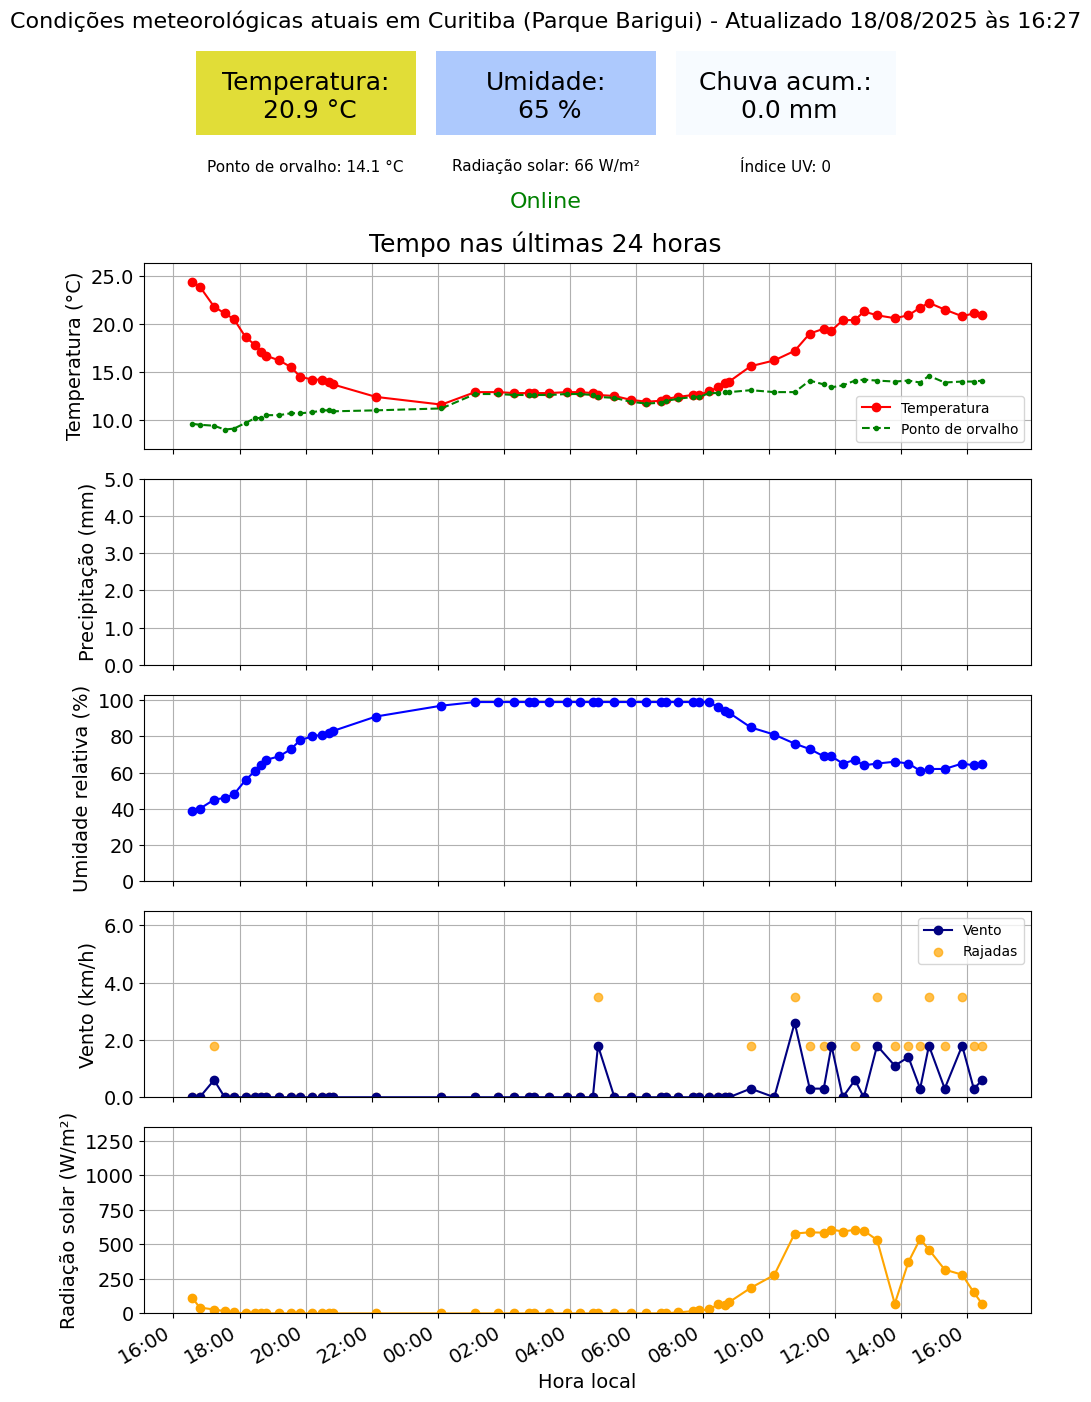 Condições meteorológicas atuais em Curitiba (Parque Barigui) - Atualizado 18/08/2025 às 16:27
Temperatura:
20.9 °C
Umidade:
65 %
Chuva acum.:
0.0 mm
Ponto de orvalho: 14.1 °C
Radiação solar: 66 W/m²
Índice UV: 0
Online
Tempo nas últimas 24 horas
Temperatura (°C)
25.0
20.0
15.0
10.0
Temperatura
Ponto de orvalho
Precipitação (mm)
5.0
4.0
3.0
2.0
1.0
0.0
Umidade relativa (%)
100
80
60
40
20
0
Vento (km/h)
6.0
4.0
2.0
0.0
Vento
Rajadas
Radiação solar (W/m²)
1250
1000
750
500
250
0
16:00
18:00
20:00
22:00
00:00
02:00
04:00
06:00
08:00
10:00
12:00
14:00
16:00
Hora local